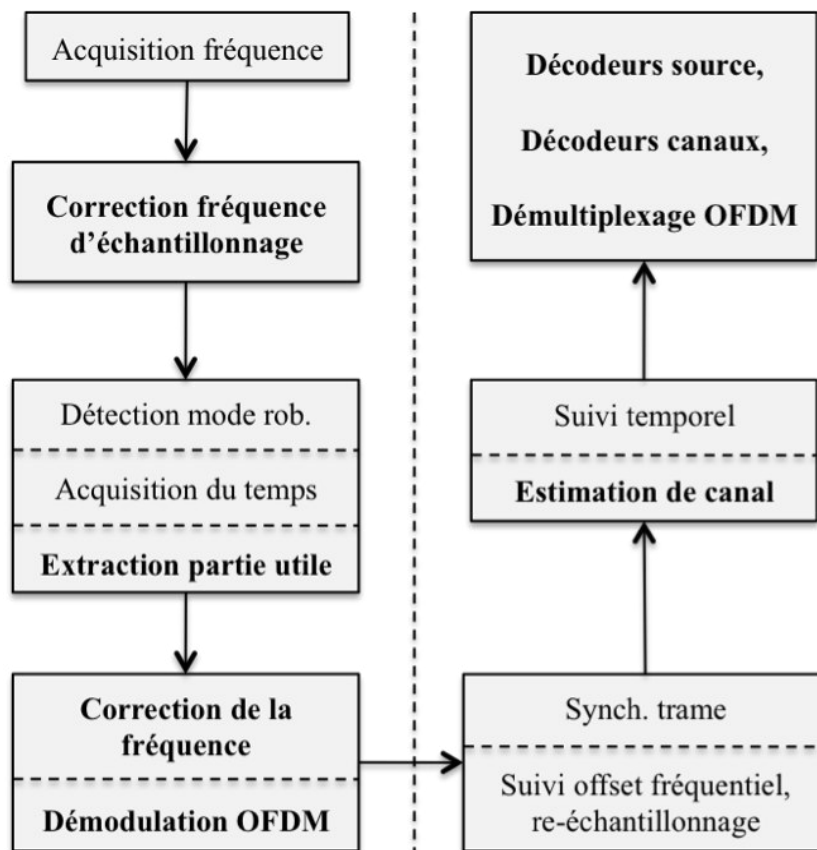 Acquisition fréquence
Correction fréquence
d'échantillonnage
Détection mode rob.
Acquisition du temps
Extraction partie utile
Correction de la
fréquence
Démodulation OFDM
Synch. trame
Suivi offset fréquentiel,
re-échantillonnage
Suivi temporel
Estimation de canal
Décodeurs source,
Décodeurs canaux,
Démultiplexage OFDM